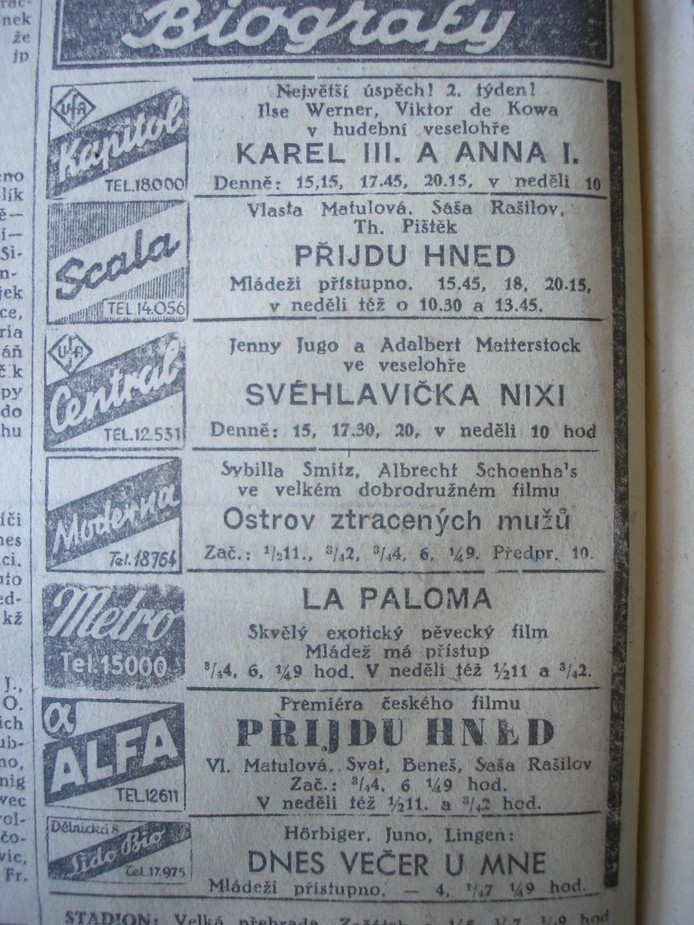 Biografy
UfA
Kapitol
TEL.18000
Největší úspěch! 2. týden!
Ilse Werner, Viktor de Kowa
v hudební veselohře
KAREL III. A ANNA I.
Denně: 15,15, 17.45, 20.15, v neděli 10
Scala
TEL 14.056
Vlasta Matulová. Sáša Rašilov,
Th. Pištěk
PŘIJDU HNED
Mládeži přístupno. 15.45, 18, 20.15,
v neděli též o 10.30 a 13.45.
UfA
Central
TEL.12.531
Jenny Jugo a Adalbert Matterstock
ve veselohře
SVÉHLAVIČKA NIXI
Denně: 15, 17.30, 20, v neděli 10 hod
Moderna
Tel. 18764
Sybilla Smitz, Albrecht Schoenha's
ve velkém dobrodružném filmu
Ostrov ztracených mužů
Zač.: ½11., ¾2, ¾4, 6, ¼9. Předpr. 10.
Metro
Tel.15000
LA PALOMA
Skvělý exotický pěvecký film
Mládež má přístup
¾4, 6, ¼9 hod. V neděli též ½11 a ¾2.
α
ALFA
TEL.12611
Premiéra českého filmu
PŘIJDU HNED
Vl. Matulová, Svat, Beneš, Saša Rašilov
Zač.: ¾4, 6 ¼9 hod.
V neděli též ½11. a ¾2 hod.
Dělnická 8
Lido Bio
Tel.17.975
Hörbiger, Juno, Lingen:
DNES VEČER U MNE
Mládeži přístupno, — 4, ¼7 ¼9 hod.
STADION: Velká přehrada.